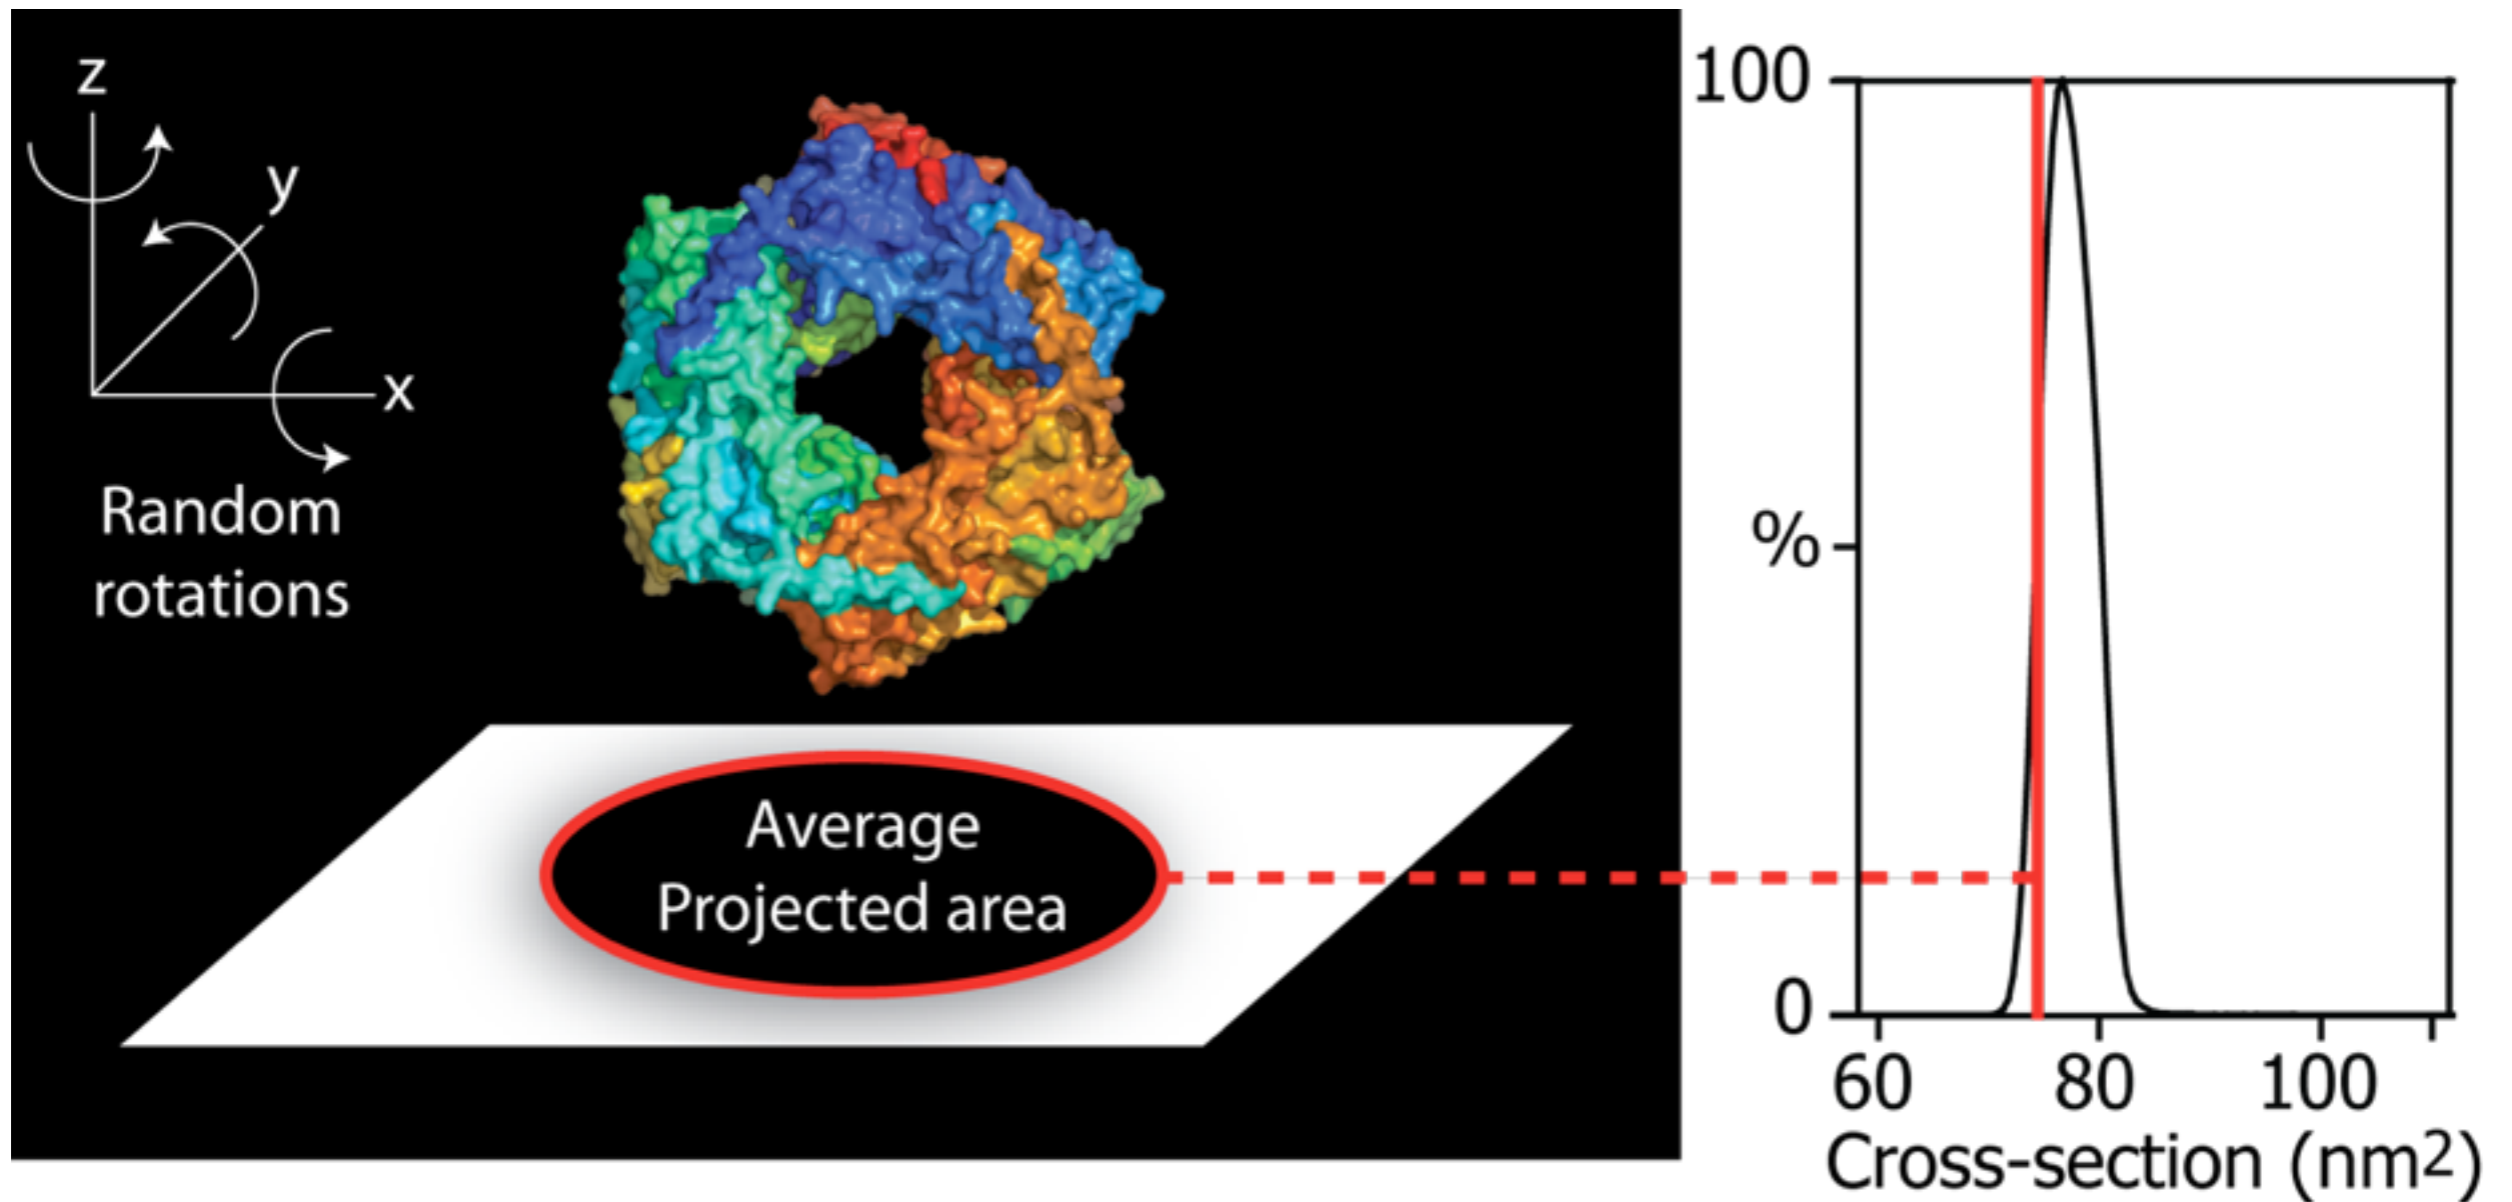 z
y
x
Random
rotations
Average
Projected area
100
%
0
60 80 100
Cross-section (nm2)